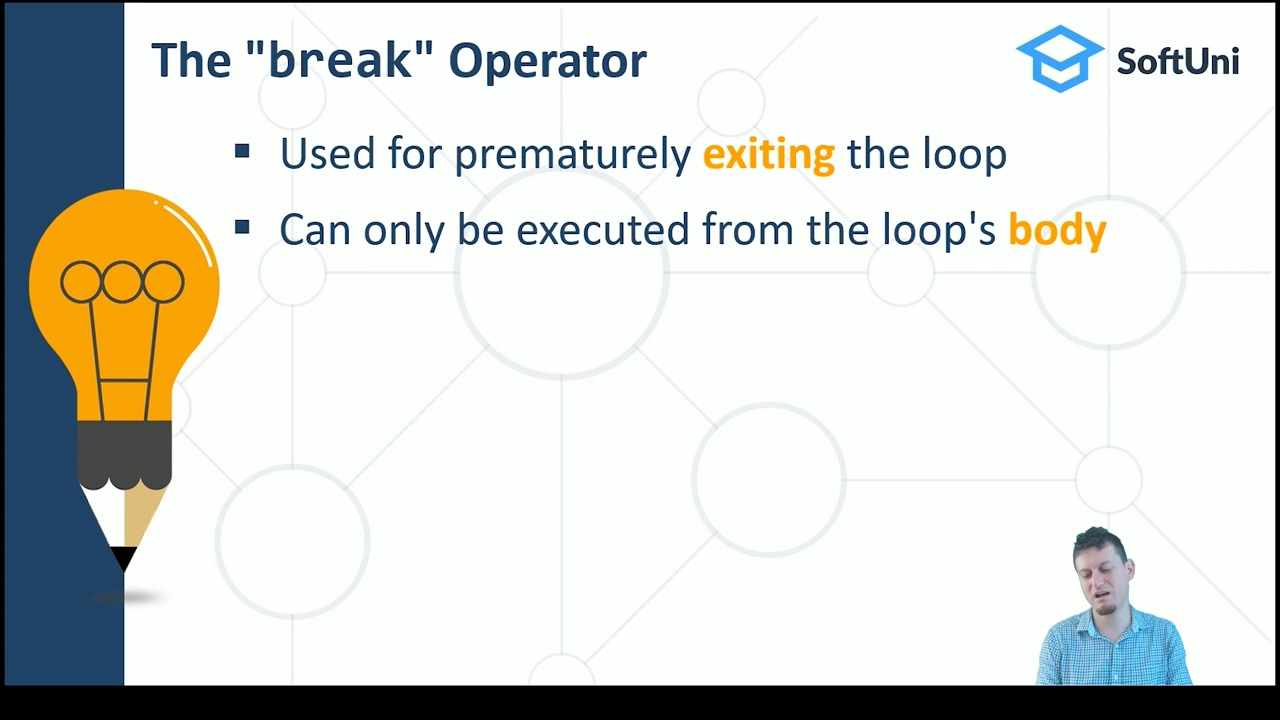 The "break" Operator
SoftUni
Used for prematurely exiting the loop
Can only be executed from the loop's body